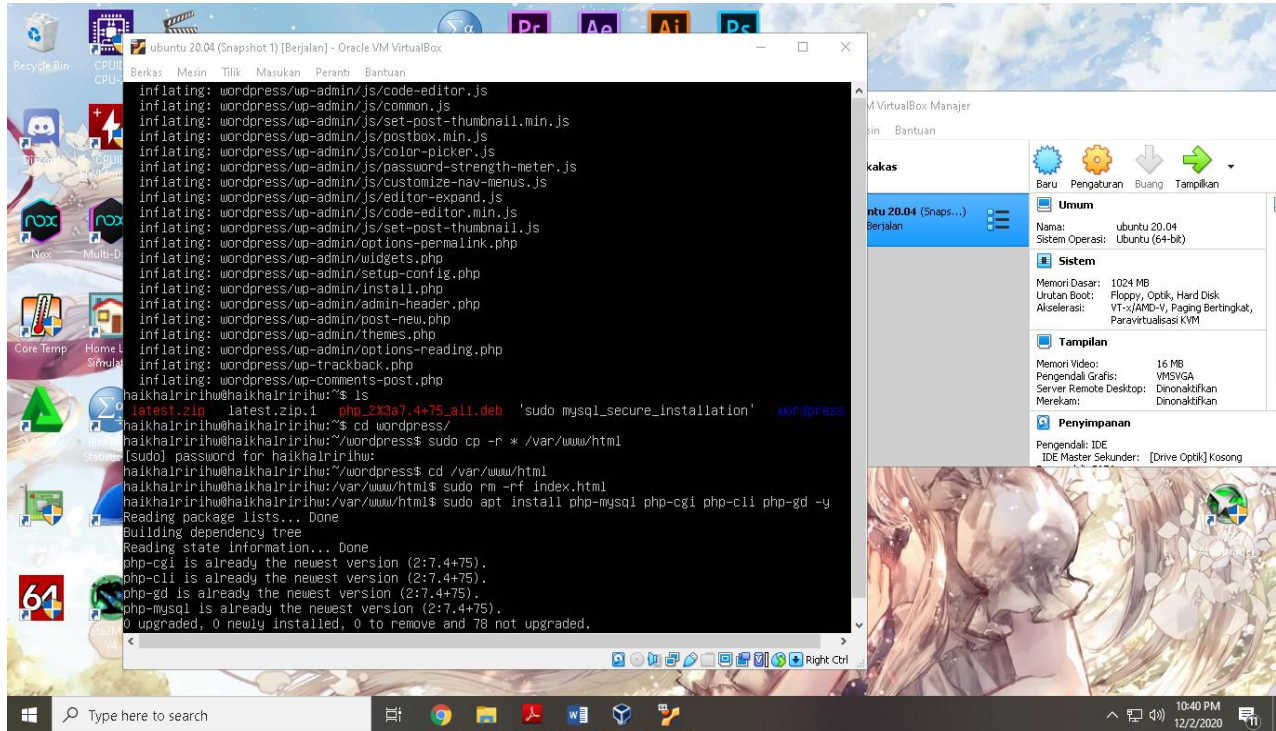 Recycle Bin
CPUID
CPU-Z
Pr
Ae
Ai
Ps
ubuntu 20.04 (Snapshot 1) [Berjalan] - Oracle VM VirtualBox
Berkas Mesin Tilik Masukan Peranti Bantuan
inflating: wordpress/wp-admin/js/code-editor.js
inflating: wordpress/wp-admin/js/common.js
inflating: wordpress/wp-admin/js/set-post-thumbnail.min.js
inflating: wordpress/wp-admin/js/postbox.min.js
inflating: wordpress/wp-admin/js/color-picker.js
inflating: wordpress/wp-admin/js/password-strength-meter.js
inflating: wordpress/wp-admin/js/customize-nav-menus.js
inflating: wordpress/wp-admin/js/editor-expand.js
inflating: wordpress/wp-admin/js/code-editor.min.js
inflating: wordpress/wp-admin/js/set-post-thumbnail.js
inflating: wordpress/wp-admin/options-permalink.php
inflating: wordpress/wp-admin/widgets.php
inflating: wordpress/wp-admin/setup-config.php
inflating: wordpress/wp-admin/install.php
inflating: wordpress/wp-admin/admin-header.php
inflating: wordpress/wp-admin/post-new.php
inflating: wordpress/wp-admin/themes.php
inflating: wordpress/wp-admin/options-reading.php
inflating: wordpress/wp-trackback.php
inflating: wordpress/wp-comments-post.php
haikhalririhw@haikhalririhw:~$ ls
latest.zip latest.zip.1 php_2%3a7.4+75_all.deb 'sudo mysql_secure_installation' wordpress
haikhalririhw@haikhalririhw:~$ cd wordpress/
haikhalririhw@haikhalririhw:~/wordpress$ sudo cp -r * /var/www/html
[sudo] password for haikhalririhw:
haikhalririhw@haikhalririhw:~/wordpress$ cd /var/www/html
haikhalririhw@haikhalririhw:/var/www/html$ sudo rm -rf index.html
haikhalririhw@haikhalririhw:/var/www/html$ sudo apt install php-mysql php-cgi php-cli php-gd -y
Reading package lists... Done
Building dependency tree
Reading state information... Done
php-cgi is already the newest version (2:7.4+75).
php-cli is already the newest version (2:7.4+75).
php-gd is already the newest version (2:7.4+75).
php-mysql is already the newest version (2:7.4+75).
0 upgraded, 0 newly installed, 0 to remove and 78 not upgraded.
Right Ctrl
M VirtualBox Manajer
Bantuan
kakas
ntu 20.04 (Snaps...)
Berjalan
Baru Pengaturan Buang Tampilkan
Umum
Nama: ubuntu 20.04
Sistem Operasi: Ubuntu (64-bit)
Sistem
Memori Dasar: 1024 MB
Urutan Boot: Floppy, Optik, Hard Disk
Akselerasi: VT-x/AMD-V, Paging Bertingkat,
Paravirtualisasi KVM
Tampilan
Memori Video: 16 MB
Pengendali Grafis: VMSVGA
Server Remote Desktop: Dinonaktifkan
Merekam: Dinonaktifkan
Penyimpanan
Pengendali: IDE
IDE Master Sekunder: [Drive Optik] Kosong
nox
Nox
Multi-D
Core Temp
Home L
Simulat
64
Type here to search
10:40 PM
12/2/2020
11